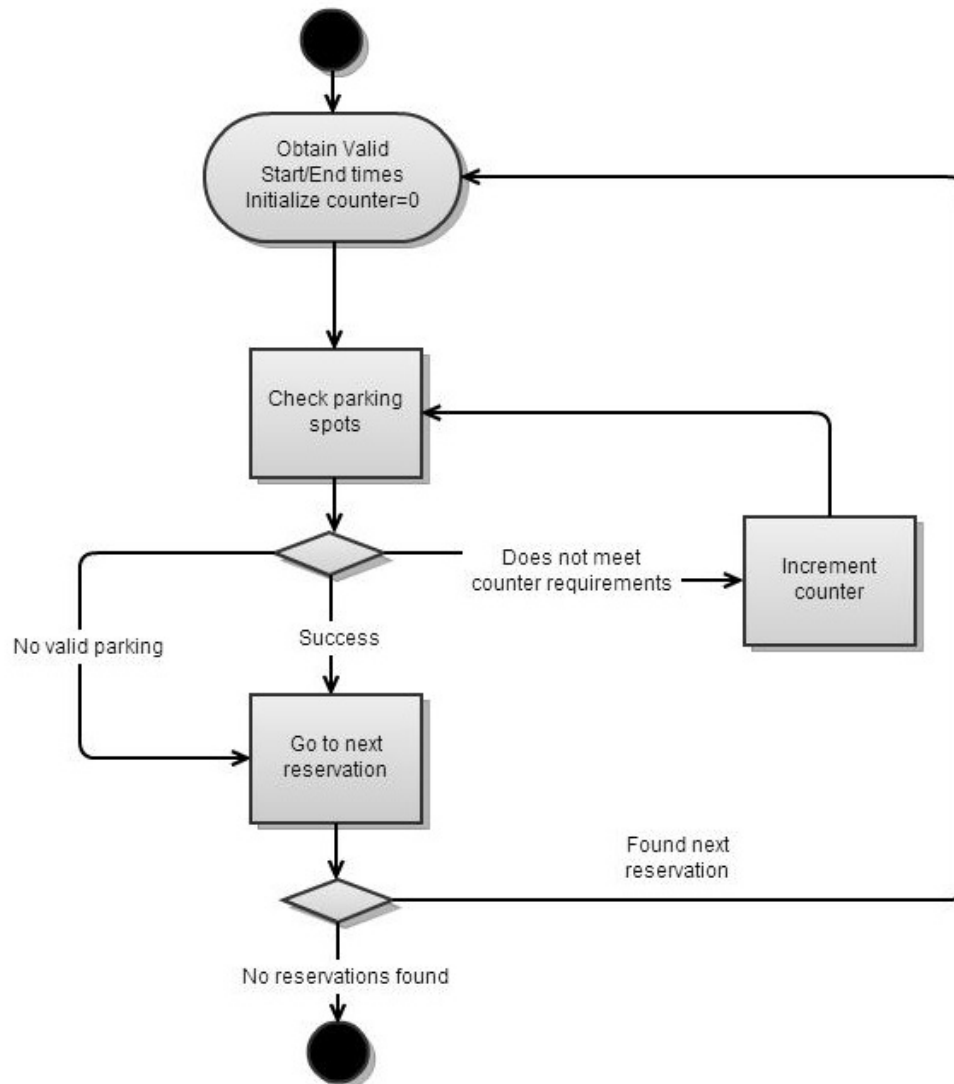 Obtain Valid
Start/End times
Initialize counter=0
Check parking
spots
Does not meet
counter requirements
Increment
counter
No valid parking
Success
Go to next
reservation
Found next
reservation
No reservations found